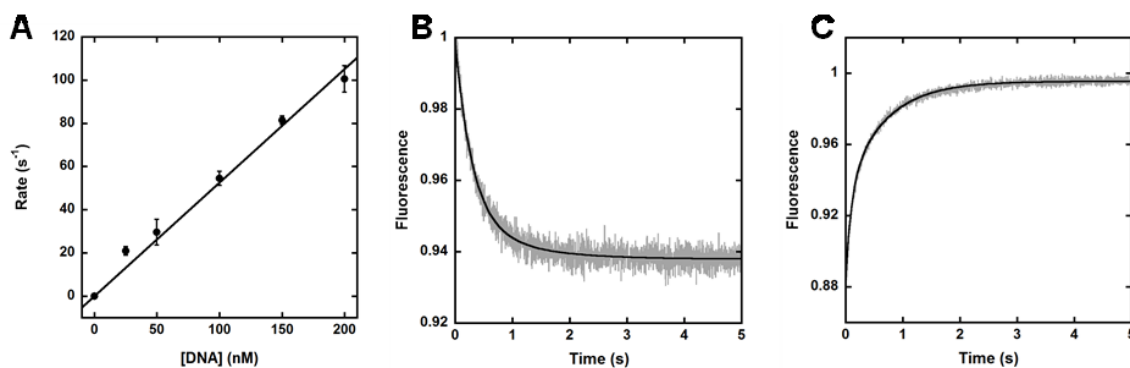 A
120
100
80
60
40
20
0
Rate (s⁻¹)
0 50 100 150 200
[DNA] (nM)
B
1
0.98
0.96
0.94
0.92
Fluorescence
0 1 2 3 4 5
Time (s)
C
1
0.96
0.92
0.88
Fluorescence
0 1 2 3 4 5
Time (s)